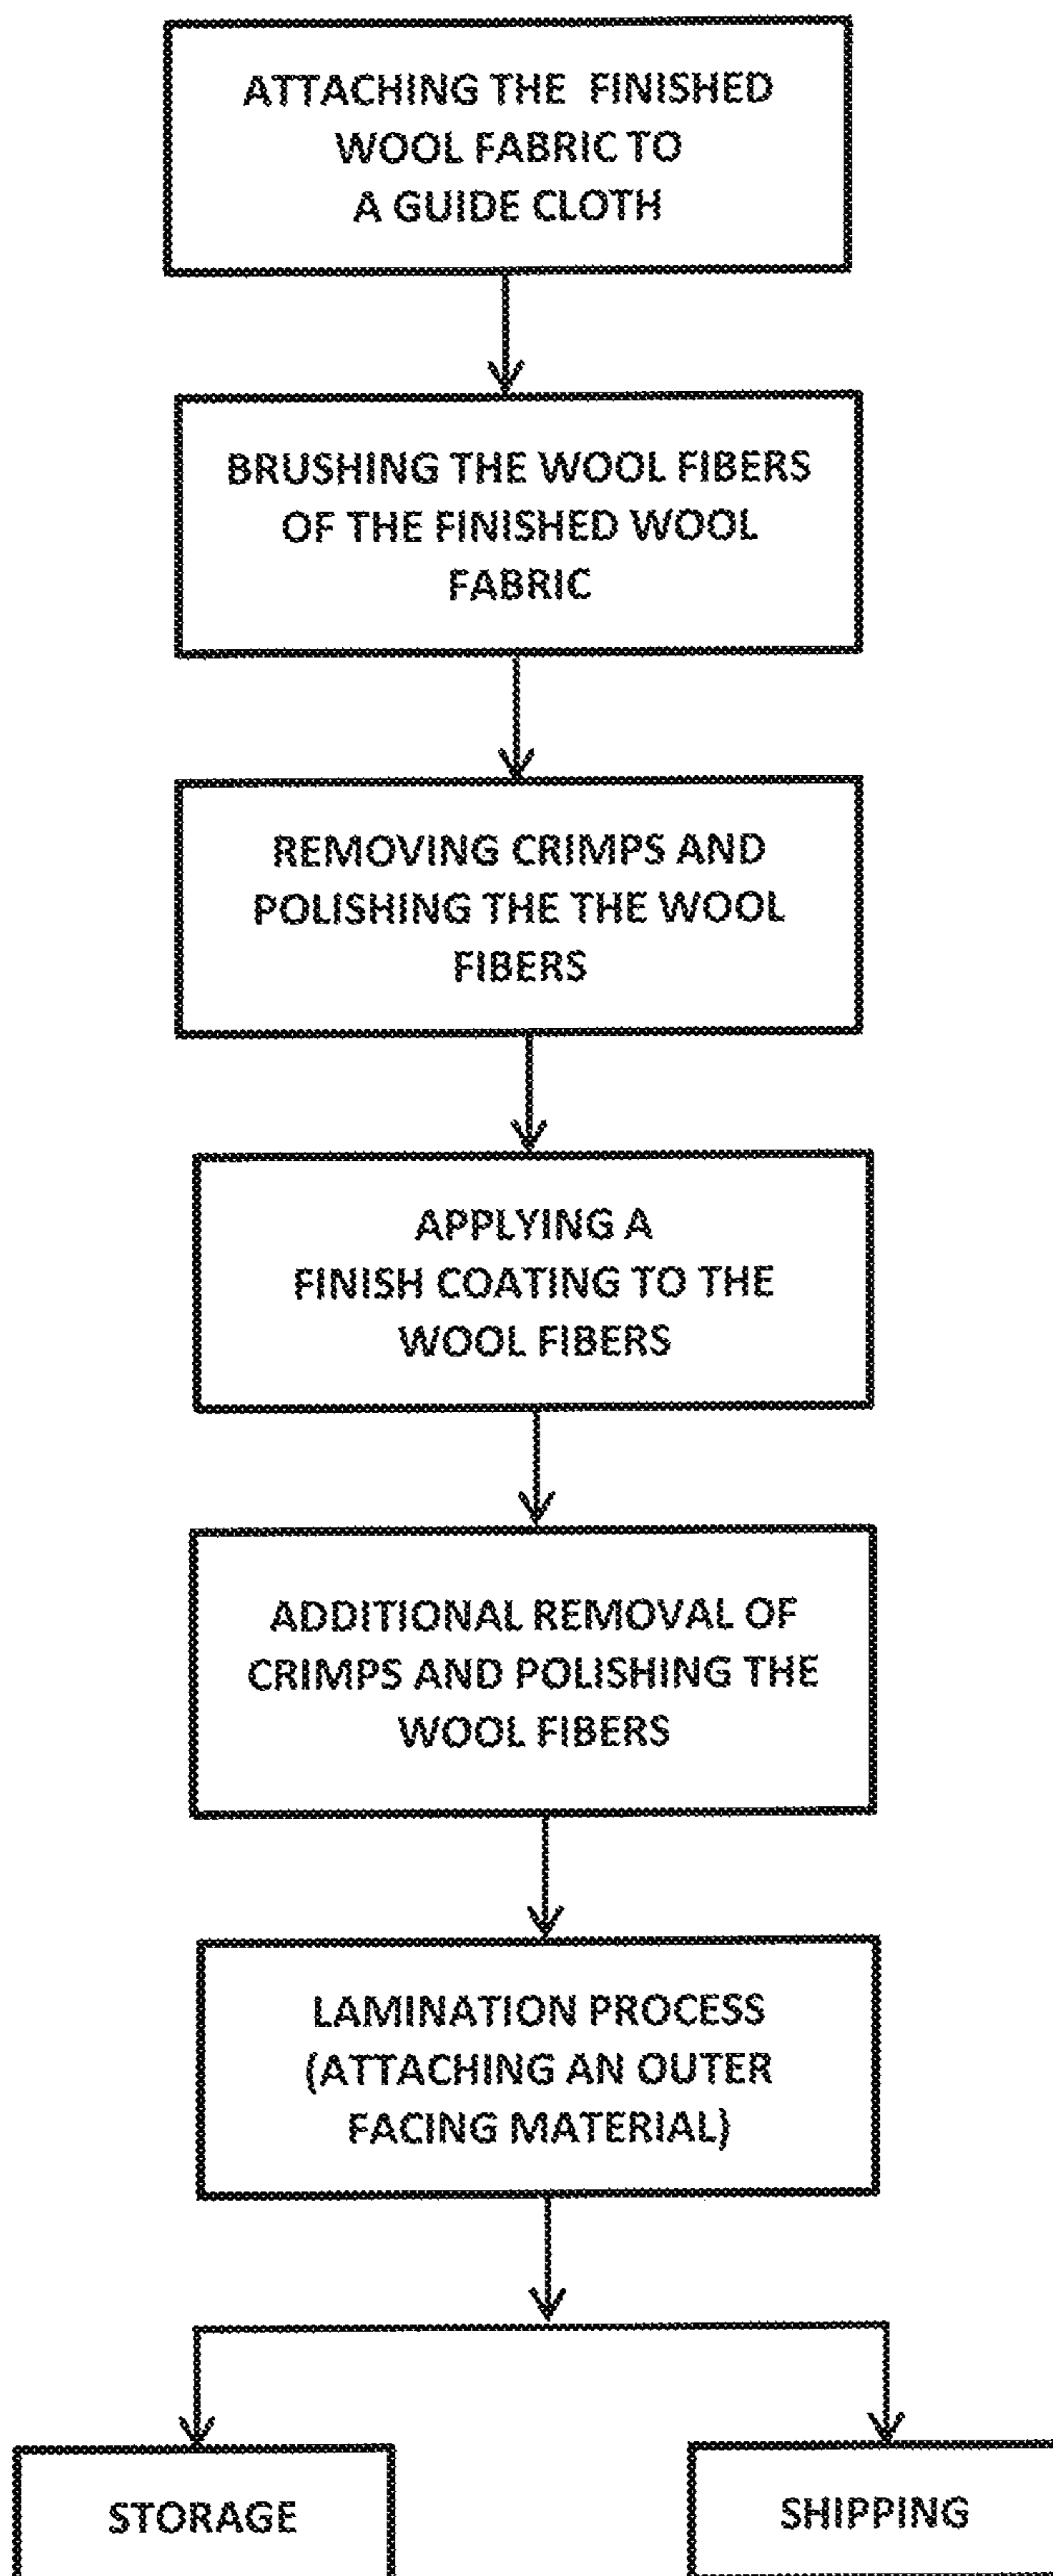 ATTACHING THE FINISHED
WOOL FABRIC TO
A GUIDE CLOTH
BRUSHING THE WOOL FIBERS
OF THE FINISHED WOOL
FABRIC
REMOVING CRIMPS AND
POLISHING THE THE WOOL
FIBERS
APPLYING A
FINISH COATING TO THE
WOOL FIBERS
ADDITIONAL REMOVAL OF
CRIMPS AND POLISHING THE
WOOL FIBERS
LAMINATION PROCESS
(ATTACHING AN OUTER
FACING MATERIAL)
STORAGE
SHIPPING